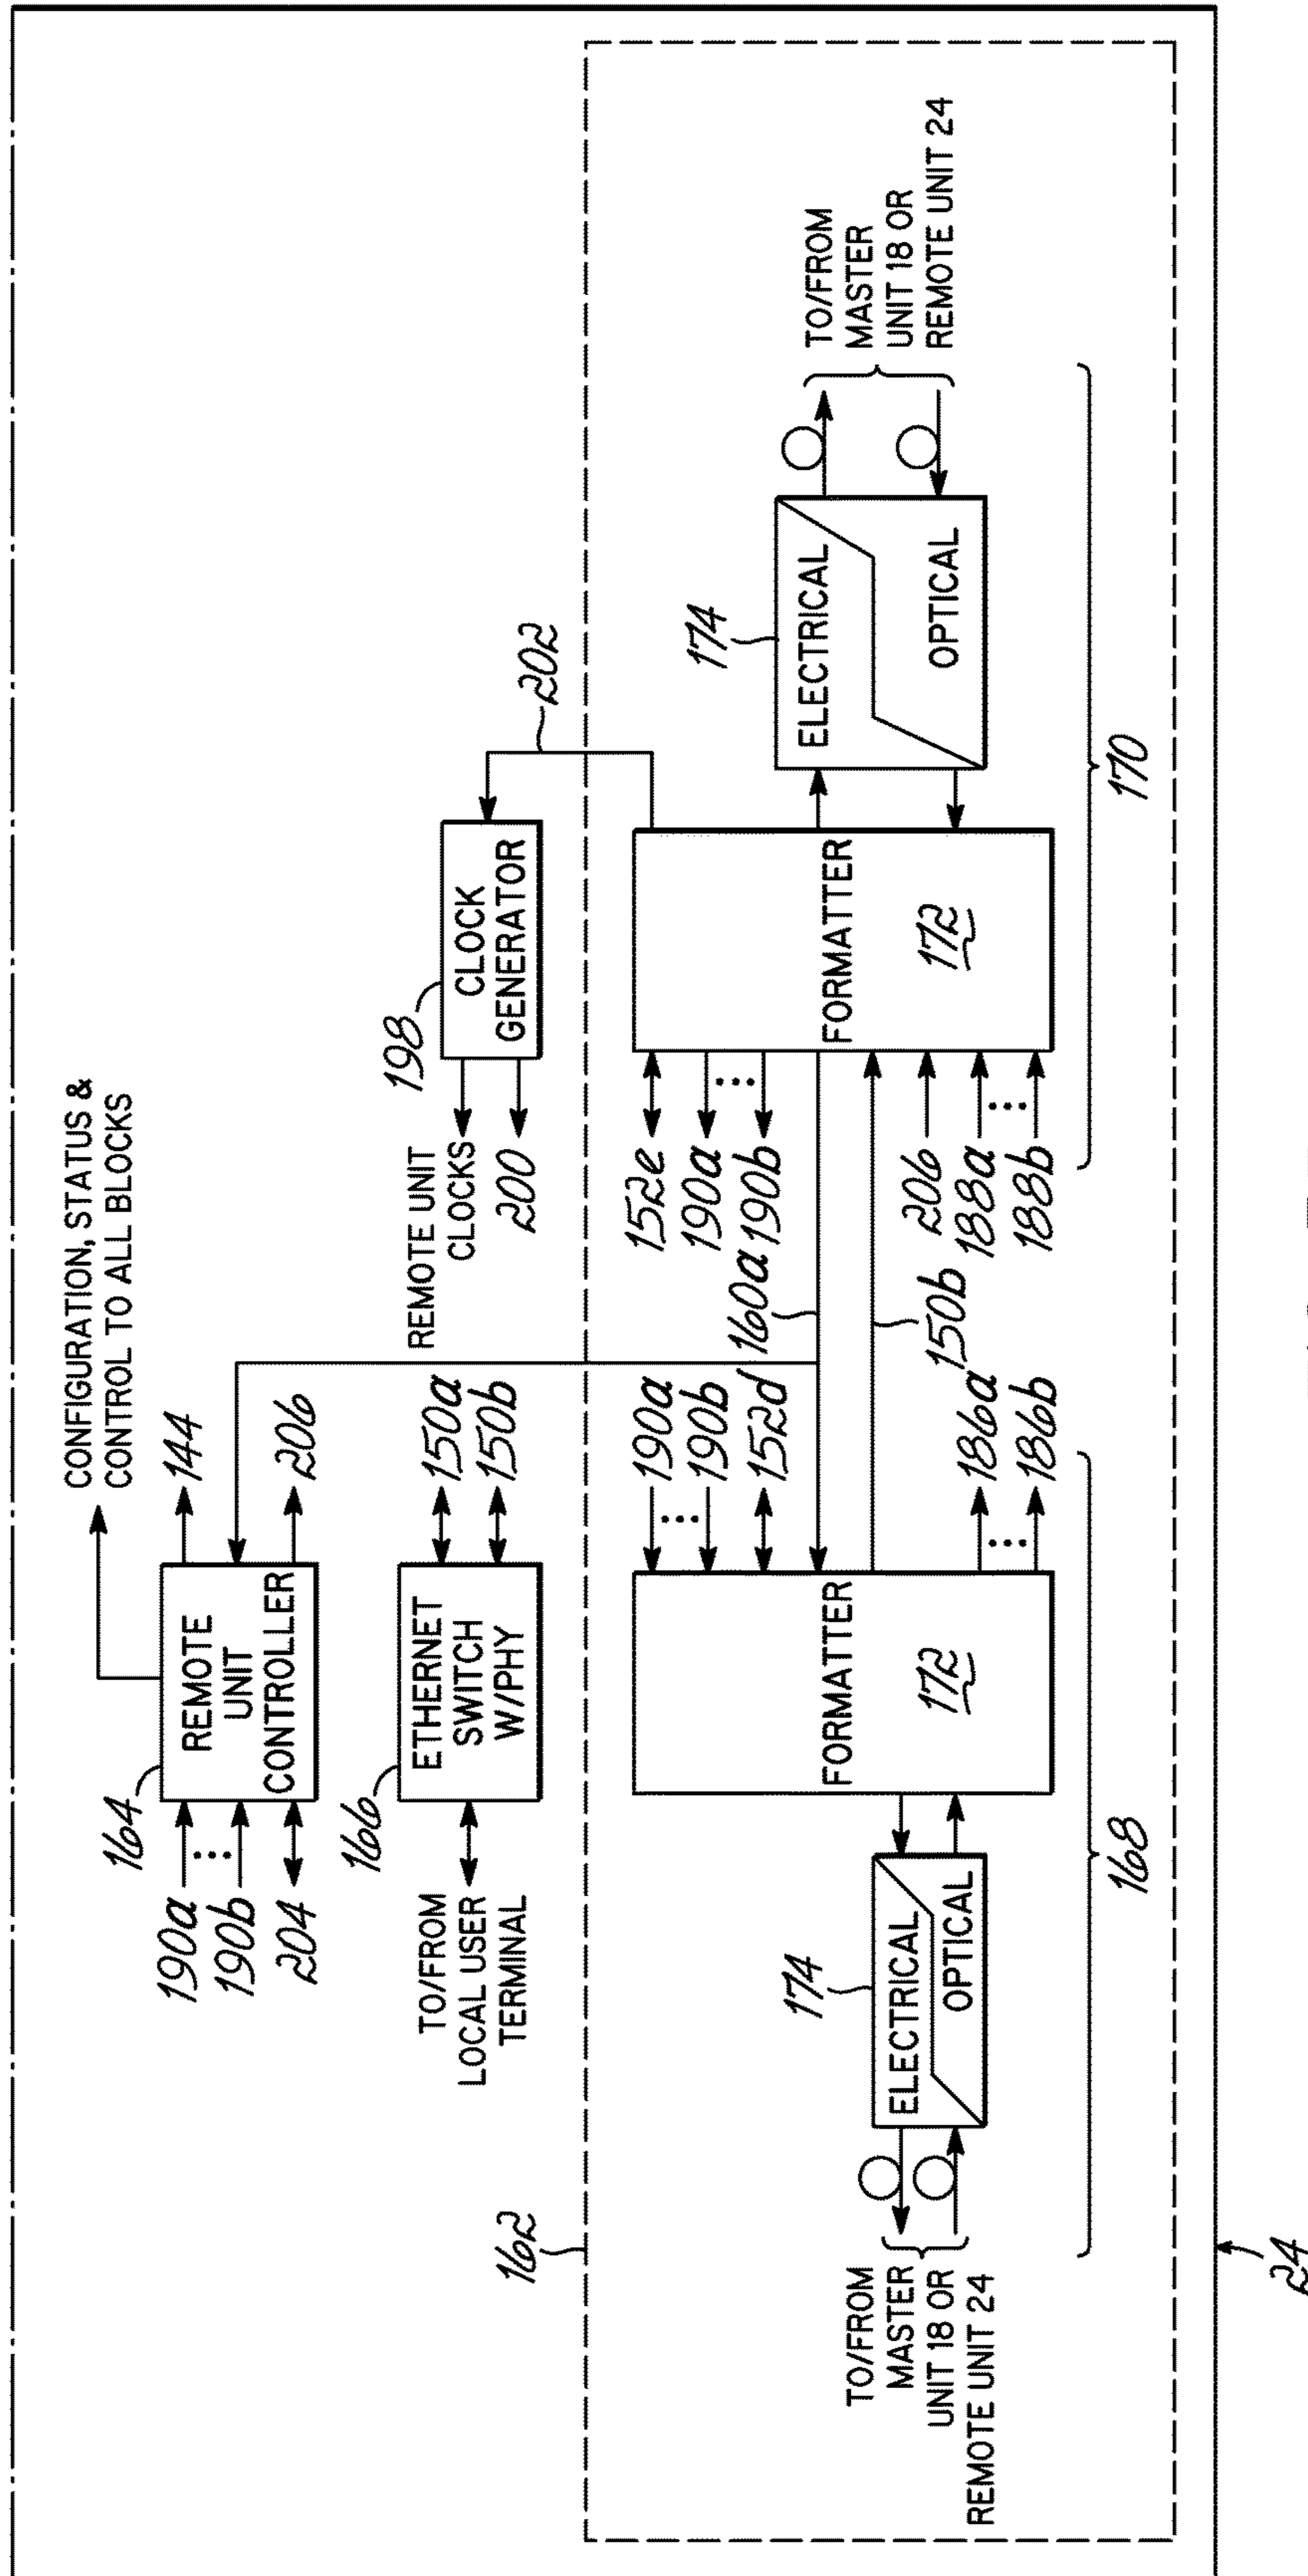 CONFIGURATION, STATUS &
CONTROL TO ALL BLOCKS
190a
190b
204
164
REMOTE
UNIT
CONTROLLER
144
206
TO/FROM
LOCAL USER
TERMINAL
166
ETHERNET
SWITCH
W/PHY
150a
150b
REMOTE UNIT
CLOCKS
200
198
CLOCK
GENERATOR
202
162
TO/FROM
MASTER
UNIT 18 OR
REMOTE UNIT 24
174
ELECTRICAL
OPTICAL
FORMATTER
172
190a
190b
152d
186a
186b
168
160a
150b
152e
190a
190b
206
188a
188b
FORMATTER
172
174
ELECTRICAL
OPTICAL
TO/FROM
MASTER
UNIT 18 OR
REMOTE UNIT 24
170
24